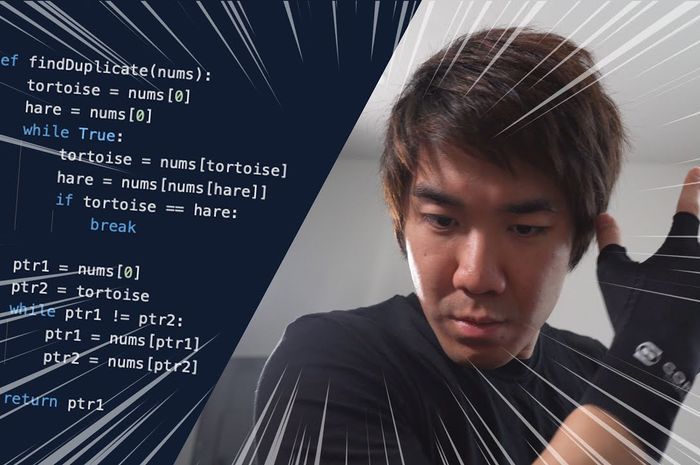 ef findDuplicate(nums):
tortoise = nums[0]
hare = nums[0]
while True:
tortoise = nums[tortoise]
hare = nums[nums[hare]]
if tortoise == hare:
break
ptr1 = nums[0]
ptr2 = tortoise
while ptr1 != ptr2:
ptr1 = nums[ptr1]
ptr2 = nums[ptr2]
return ptr1